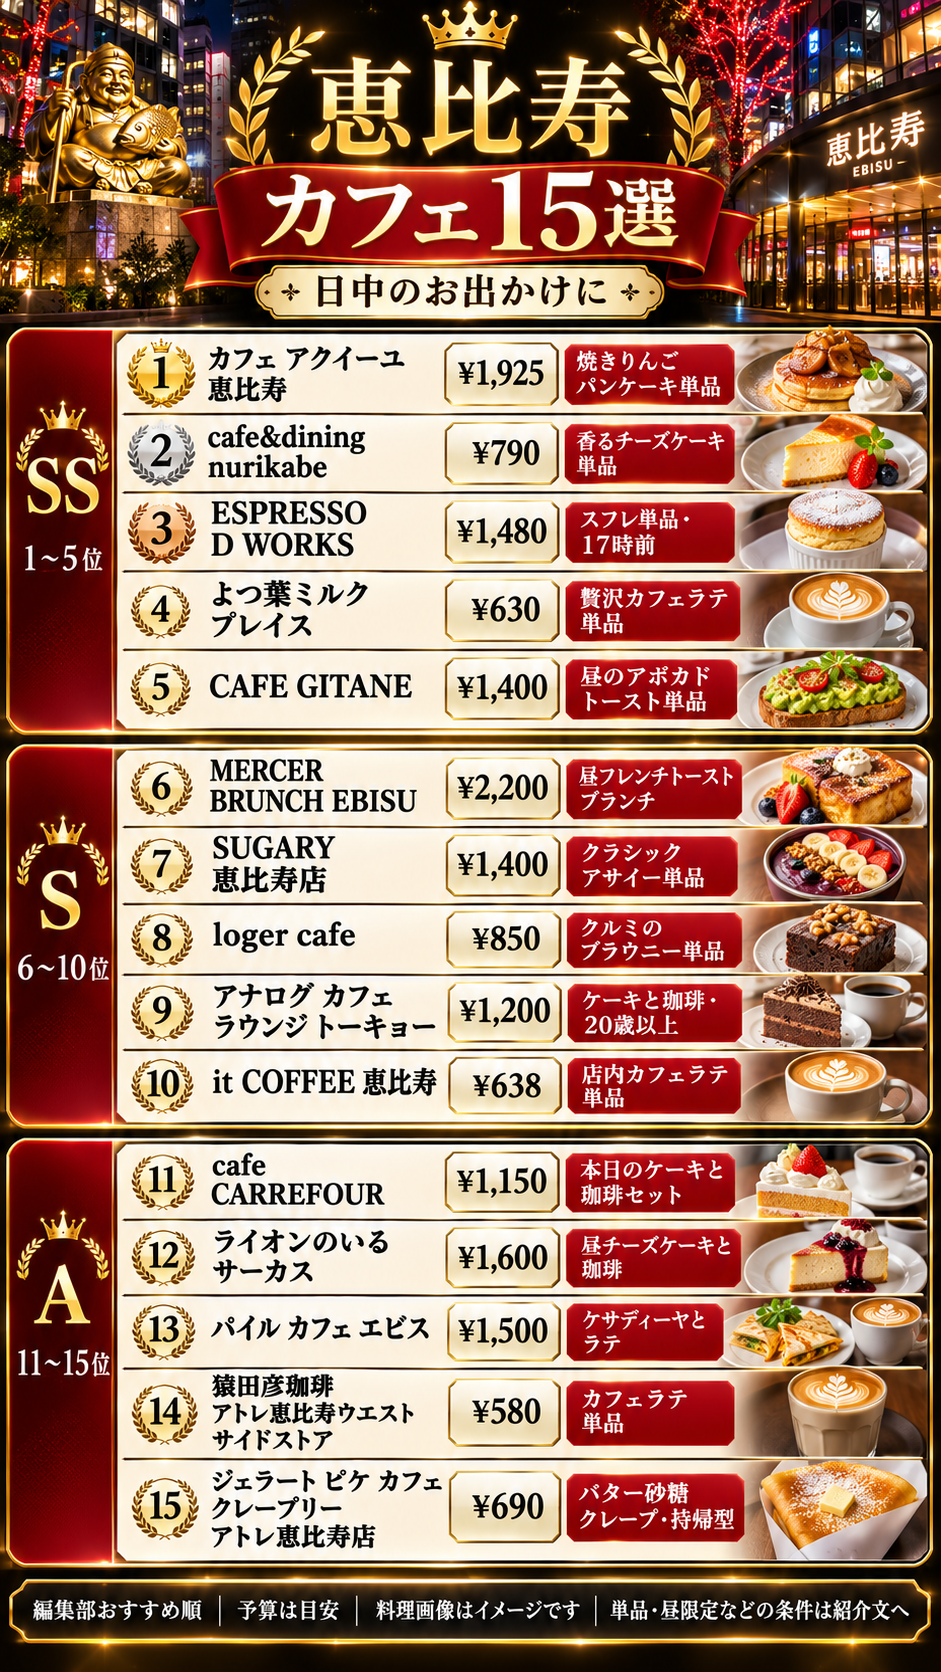 恵比寿
カフェ15選
日中のお出かけに
恵比寿
EBISU
SS
1～5位
1
カフェ アクイーユ
恵比寿
¥1,925
焼きりんご
パンケーキ単品
2
cafe&dining
nurikabe
¥790
香るチーズケーキ
単品
3
ESPRESSO
D WORKS
¥1,480
スフレ単品・
17時前
4
よつ葉ミルク
プレイス
¥630
贅沢カフェラテ
単品
5
CAFE GITANE
¥1,400
昼のアボカド
トースト単品
S
6～10位
6
MERCER
BRUNCH EBISU
¥2,200
昼フレンチトースト
ブランチ
7
SUGARY
恵比寿店
¥1,400
クラシック
アサイー単品
8
loger cafe
¥850
クルミの
ブラウニー単品
9
アナログ カフェ
ラウンジ トーキョー
¥1,200
ケーキと珈琲・
20歳以上
10
it COFFEE 恵比寿
¥638
店内カフェラテ
単品
A
11～15位
11
cafe
CARREFOUR
¥1,150
本日のケーキと
珈琲セット
12
ライオンのいる
サーカス
¥1,600
昼チーズケーキと
珈琲
13
パイル カフェ エビス
¥1,500
ケサディーヤと
ラテ
14
猿田彦珈琲
アトレ恵比寿ウエスト
サイドストア
¥580
カフェラテ
単品
15
ジェラート ピケ カフェ
クレープリー
アトレ恵比寿店
¥690
バター砂糖
クレープ・持帰型
編集部おすすめ順｜予算は目安｜料理画像はイメージです｜単品・昼限定などの条件は紹介文へ